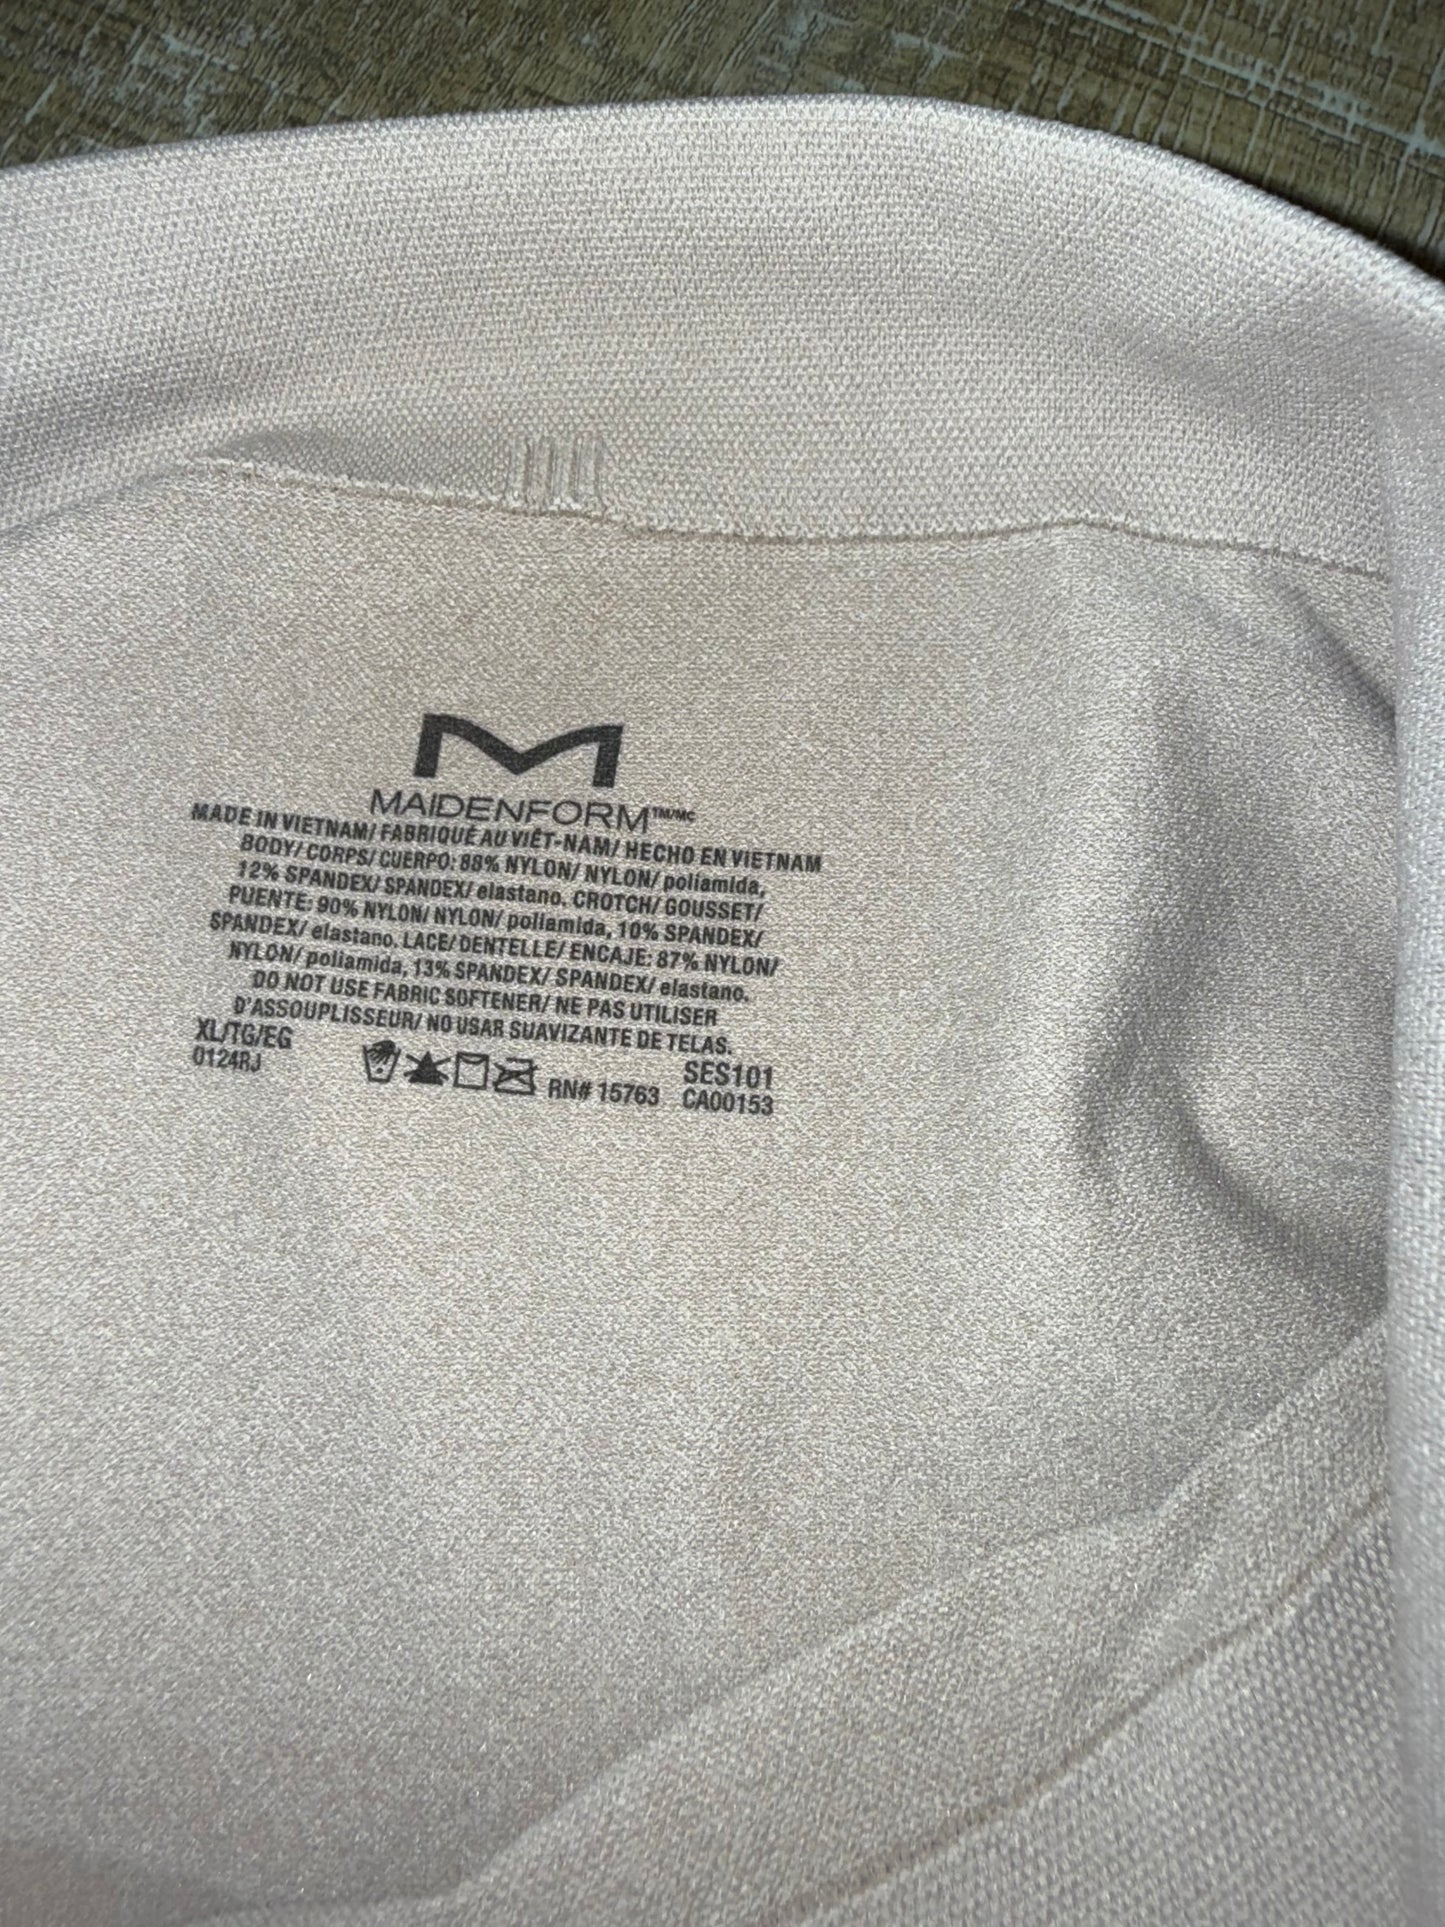 MAIDENFORM™/MC
MADE IN VIETNAM/ FABRIQUÉ AU VIÊT-NAM/ HECHO EN VIETNAM
BODY/ CORPS/ CUERPO: 88% NYLON/ NYLON/ poliamida,
12% SPANDEX/ SPANDEX/ elastano. CROTCH/ GOUSSET/
PUENTE: 90% NYLON/ NYLON/ poliamida, 10% SPANDEX/
SPANDEX/ elastano. LACE/ DENTELLE/ ENCAJE: 87% NYLON/
NYLON/ poliamida, 13% SPANDEX/ SPANDEX/ elastano.
DO NOT USE FABRIC SOFTENER/ NE PAS UTILISER
D'ASSOUPLISSEUR/ NO USAR SUAVIZANTE DE TELAS.
XL/TG/EG
0124RJ
RN# 15763
SES101
CA00153